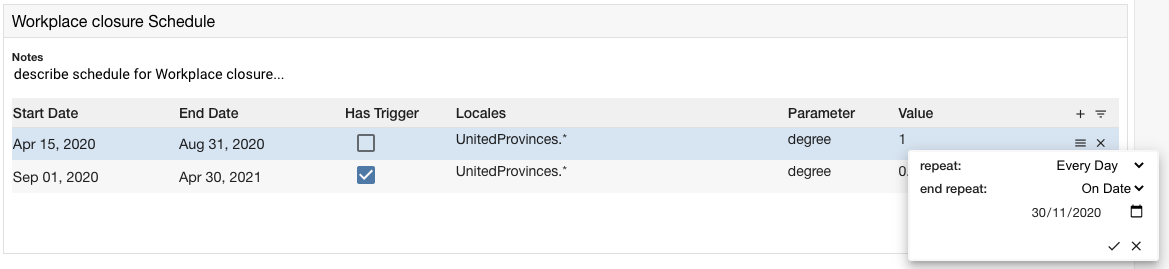 Workplace closure Schedule
Notes
describe schedule for Workplace closure...
Start Date End Date Has Trigger Locales Parameter Value
Apr 15, 2020 Aug 31, 2020 UnitedProvinces.* degree 1
Sep 01, 2020 Apr 30, 2021 UnitedProvinces.* degree 0.
repeat: Every Day
end repeat: On Date
30/11/2020